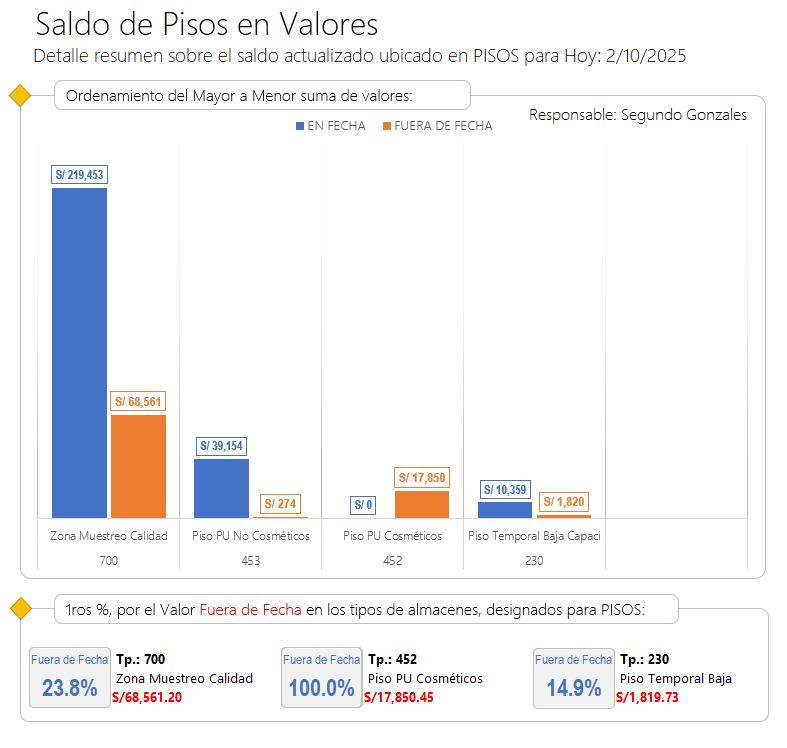 Saldo de Pisos en Valores
Detalle resumen sobre el saldo actualizado ubicado en PISOS para Hoy: 2/10/2025
Ordenamiento del Mayor a Menor suma de valores:
Responsable: Segundo Gonzales
EN FECHA FUERA DE FECHA
S/ 219,453
S/ 68,561
S/ 39,154
S/ 274
S/ 0
S/ 17,850
S/ 10,359
S/ 1,820
Zona Muestreo Calidad Piso PU No Cosméticos Piso PU Cosméticos Piso Temporal Baja Capaci
700 453 452 230
1ros %, por el Valor Fuera de Fecha en los tipos de almacenes, designados para PISOS:
Fuera de Fecha
23.8%
Tp.: 700
Zona Muestreo Calidad
S/68,561.20
Fuera de Fecha
100.0%
Tp.: 452
Piso PU Cosméticos
S/17,850.45
Fuera de Fecha
14.9%
Tp.: 230
Piso Temporal Baja
S/1,819.73